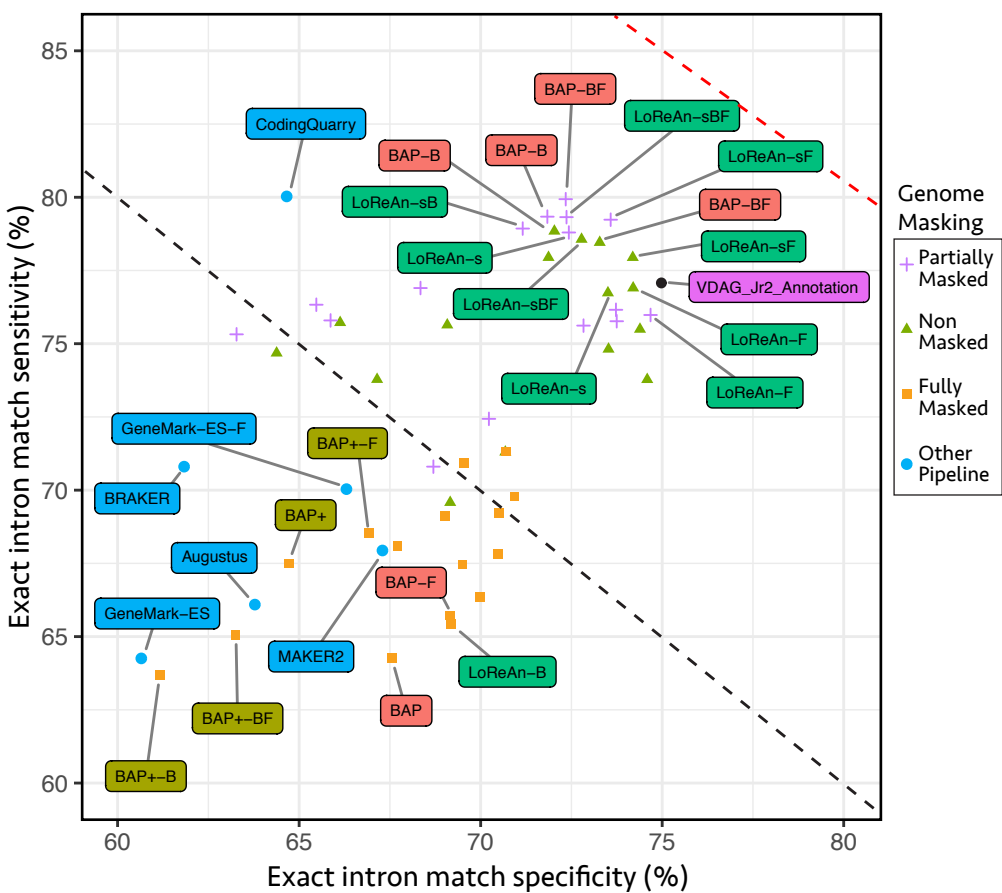 85
80
75
70
65
60
60
65
70
75
80
Exact intron match sensitivity (%)
Exact intron match specificity (%)
BAP−BF
LoReAn−sBF
CodingQuarry
BAP−B
BAP−B
LoReAn−sF
LoReAn−sB
BAP−BF
LoReAn−s
LoReAn−sF
VDAG_Jr2_Annotation
LoReAn−sBF
LoReAn−F
LoReAn−s
LoReAn−F
GeneMark−ES−F
BAP+−F
BRAKER
BAP+
Augustus
BAP−F
GeneMark−ES
MAKER2
LoReAn−B
BAP
BAP+−BF
BAP+−B
Genome
Masking
Partially
Masked
Non
Masked
Fully
Masked
Other
Pipeline